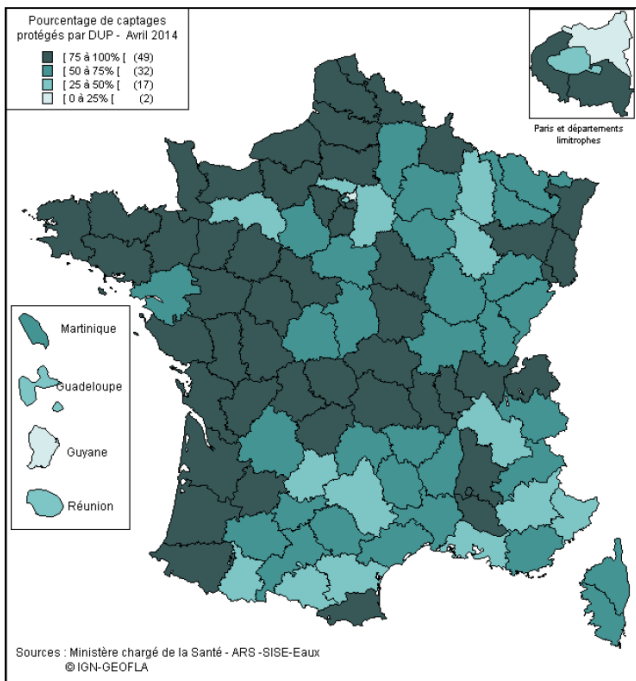 Pourcentage de captages
protégés par DUP - Avril 2014
[ 75 à 100% [ (49)
[ 50 à 75% [ (32)
[ 25 à 50% [ (17)
[ 0 à 25% [ (2)
Paris et départements
limitrophes
Martinique
Guadeloupe
Guyane
Réunion
Sources : Ministère chargé de la Santé - ARS -SISE-Eaux
© IGN-GEOFLA